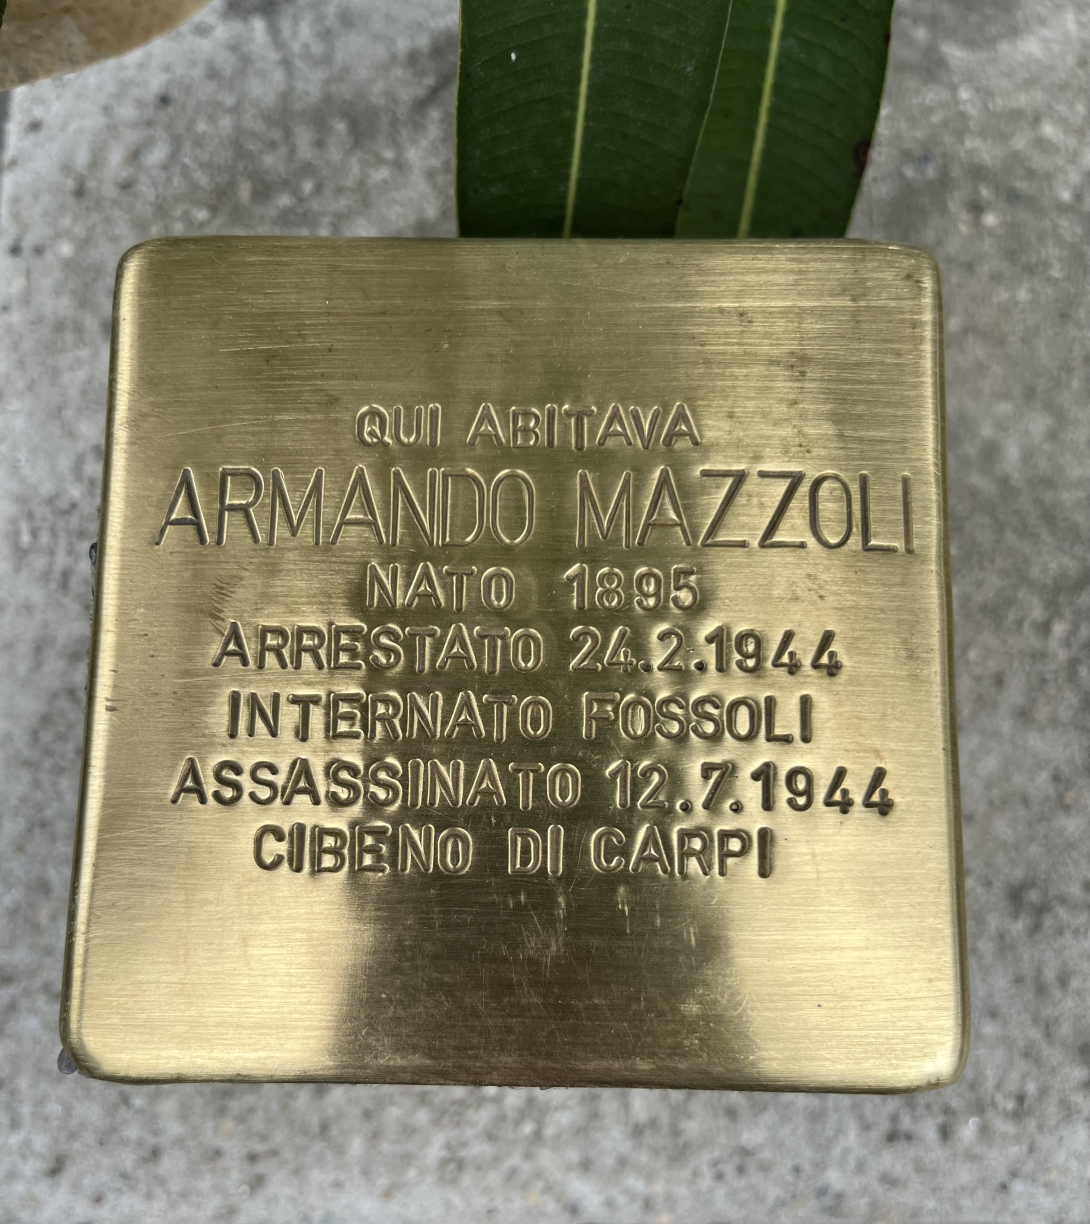 QUI ABITAVA
ARMANDO MAZZOLI
NATO 1895
ARRESTATO 24.2.1944
INTERNATO FOSSOLI
ASSASSINATO 12.7.1944
CIBENO DI CARPI